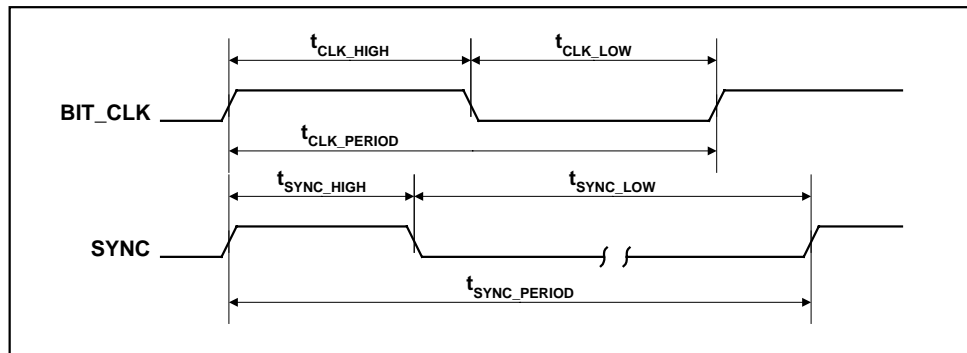 tCLK_HIGH tCLK_LOW
BIT_CLK
tCLK_PERIOD
tSYNC_HIGH tSYNC_LOW
SYNC
tSYNC_PERIOD